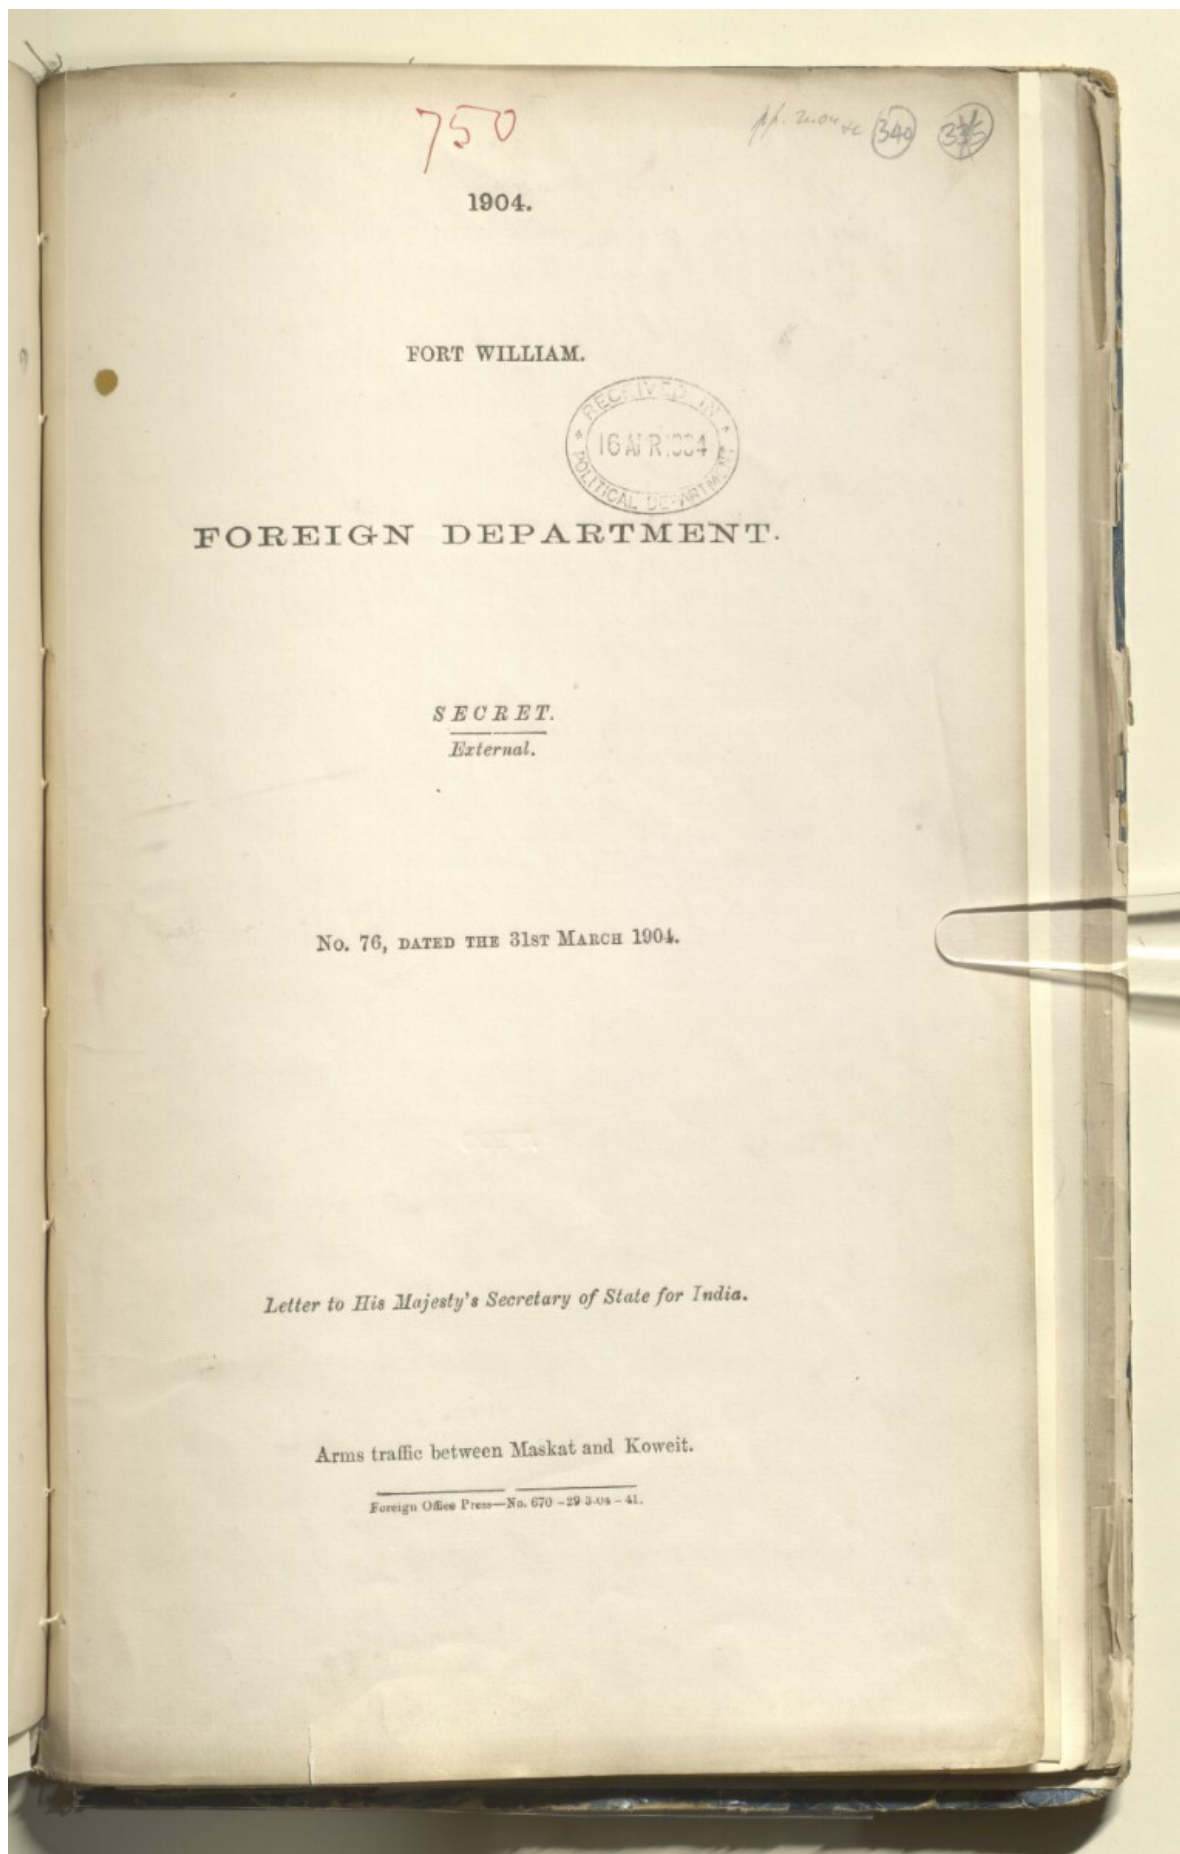 750
340
1904.
FORT WILLIAM.
RECEIVED IN
16 APR 1904
POLITICAL DEPARTMENT
FOREIGN DEPARTMENT.
SECRET.
External.
No. 76, DATED THE 31ST MARCH 1904.
Letter to His Majesty's Secretary of State for India.
Arms traffic between Maskat and Koweit.
Foreign Office Press—No. 670—29-3-04—41.